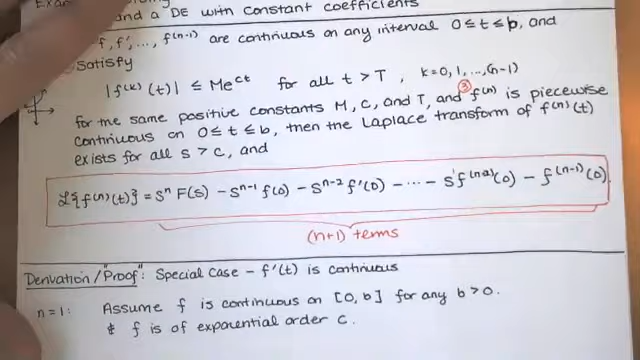 and a DE with constant coefficients
f, f', ..., f^(n-1) are continuous on any interval 0 ≤ t ≤ b, and
Satisfy
|f^(k)(t)| ≤ Me^ct for all t > T, k = 0, 1, ..., (n-1)
③
for the same positive constants M, C, and T, and f^(n) is piecewise
continuous on 0 ≤ t ≤ b, then the Laplace transform of f^(n)(t)
exists for all s > c, and
ℒ{f^(n)(t)} = s^n F(s) - s^n-1 f(0) - s^n-2 f'(0) - ... - s' f^(n-2)(0) - f^(n-1)(0)
(n+1) terms
Derivation/"Proof": Special case - f'(t) is continuous
n=1: Assume f is continuous on [0, b] for any b > 0.
& f is of exponential order c.